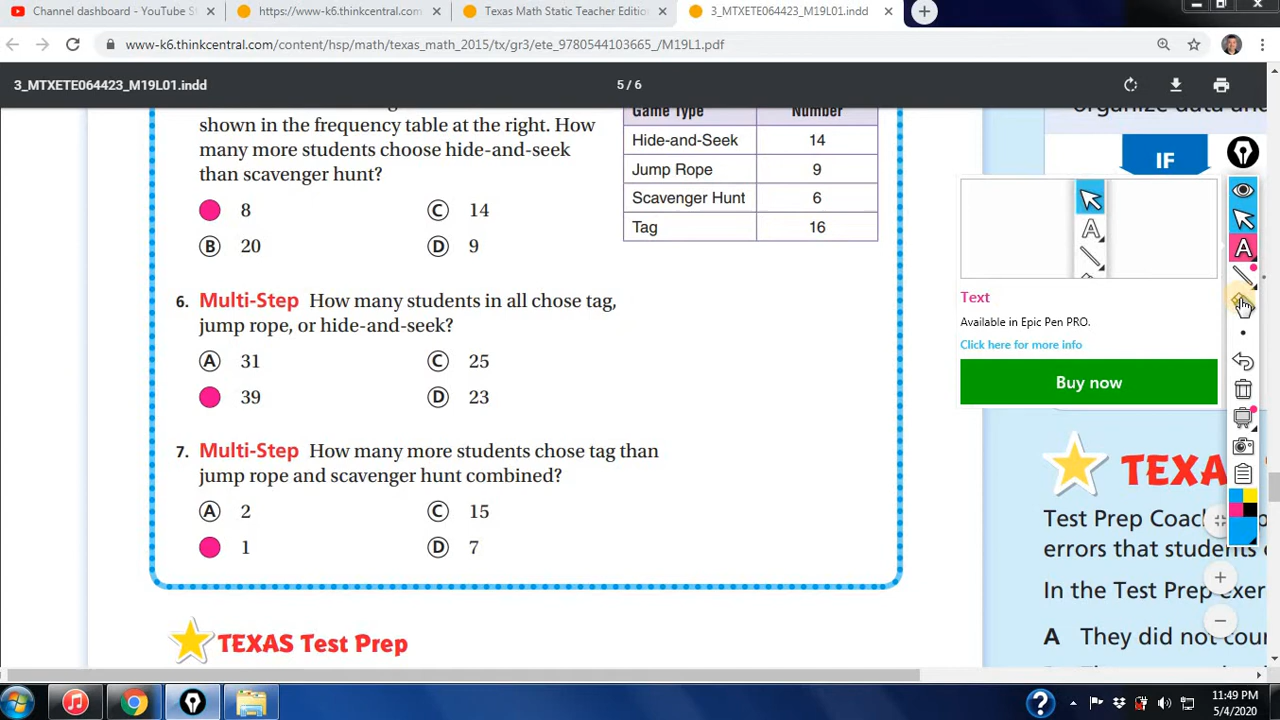 Channel dashboard - YouTube S
https://www-k6.thinkcentral.com
Texas Math Static Teacher Editio
3_MTXETE064423_M19L01.indd
www-k6.thinkcentral.com/content/hsp/math/texas_math_2015/tx/gr3/ete_9780544103665_/M19L1.pdf
3_MTXETE064423_M19L01.indd
5 / 6
shown in the frequency table at the right. How
many more students choose hide-and-seek
than scavenger hunt?
8
C 14
B 20
D 9
Game Type Number
Hide-and-Seek 14
Jump Rope 9
Scavenger Hunt 6
Tag 16
6. Multi-Step How many students in all chose tag,
jump rope, or hide-and-seek?
A 31
C 25
39
D 23
7. Multi-Step How many more students chose tag than
jump rope and scavenger hunt combined?
A 2
C 15
1
D 7
TEXAS Test Prep
organize data and
IF
A
A
Text
Available in Epic Pen PRO.
Click here for more info
Buy now
TEXAS
Test Prep Coach
errors that students
In the Test Prep exer
A They did not coun
11:49 PM
5/4/2020